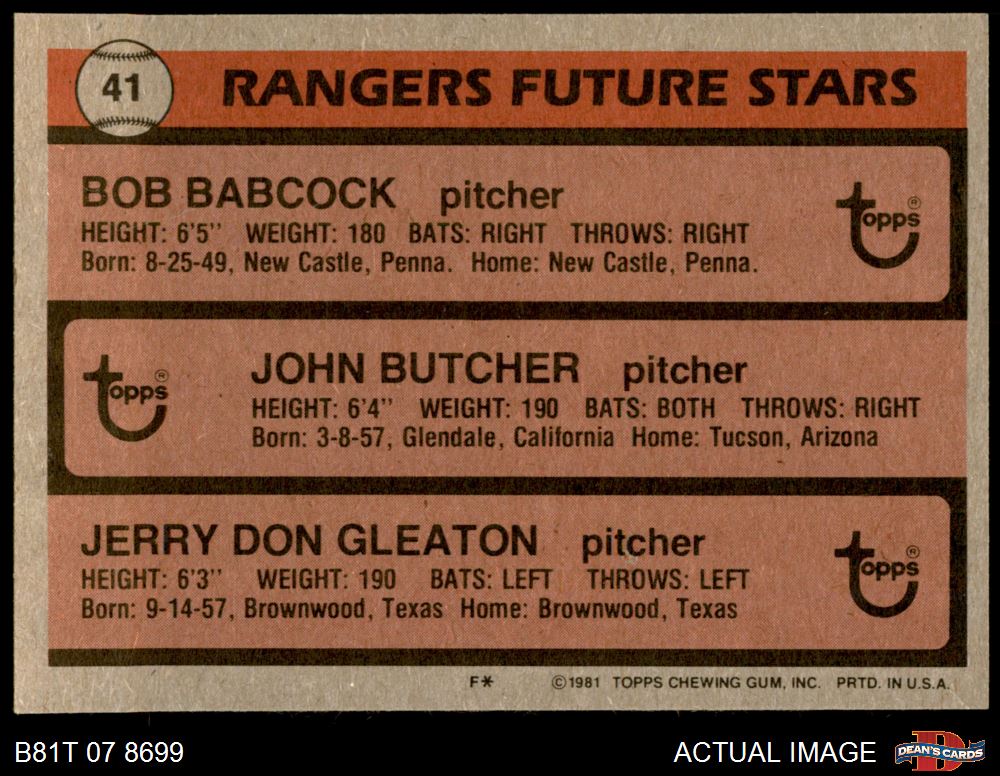 41
RANGERS FUTURE STARS
BOB BABCOCK pitcher
HEIGHT: 6'5" WEIGHT: 180 BATS: RIGHT THROWS: RIGHT
Born: 8-25-49, New Castle, Penna. Home: New Castle, Penna.
topps®
JOHN BUTCHER pitcher
HEIGHT: 6'4" WEIGHT: 190 BATS: BOTH THROWS: RIGHT
Born: 3-8-57, Glendale, California Home: Tucson, Arizona
topps®
JERRY DON GLEATON pitcher
HEIGHT: 6'3" WEIGHT: 190 BATS: LEFT THROWS: LEFT
Born: 9-14-57, Brownwood, Texas Home: Brownwood, Texas
topps®
F* ©1981 TOPPS CHEWING GUM, INC. PRTD. IN U.S.A.
B81T 07 8699 ACTUAL IMAGE DEAN'S CARDS